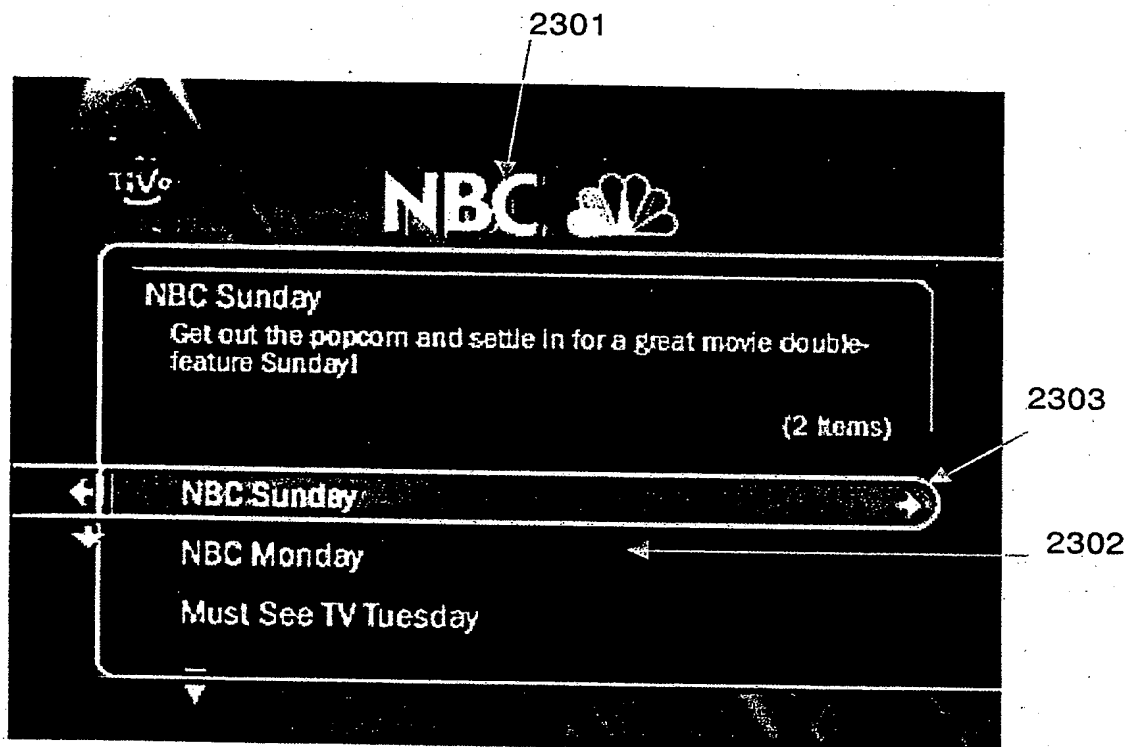 2301
TiVo
NBC
NBC Sunday
Get out the popcorn and settle in for a great movie double-
feature Sunday!
(2 Items)
2303
NBC Sunday
2302
NBC Monday
Must See TV Tuesday